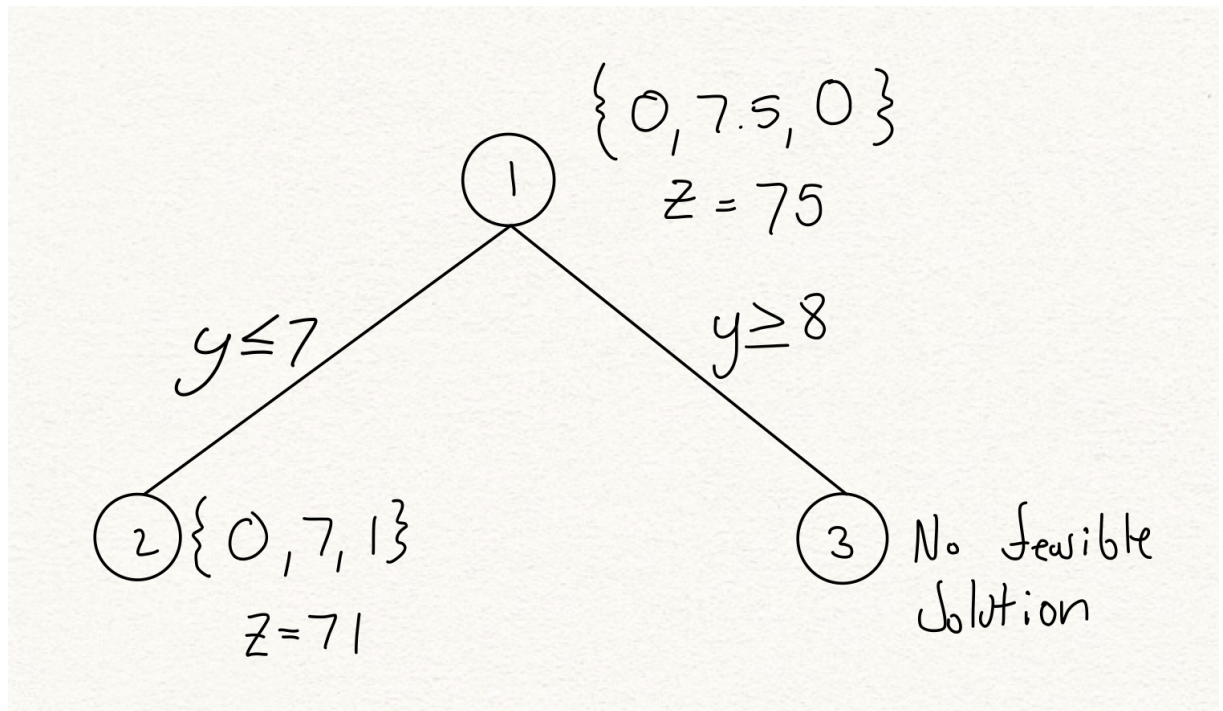 {0, 7.5, 0}
1
z = 75
y≤7
y≥8
2 {0, 7, 1}
3 No feasible
solution
z=71